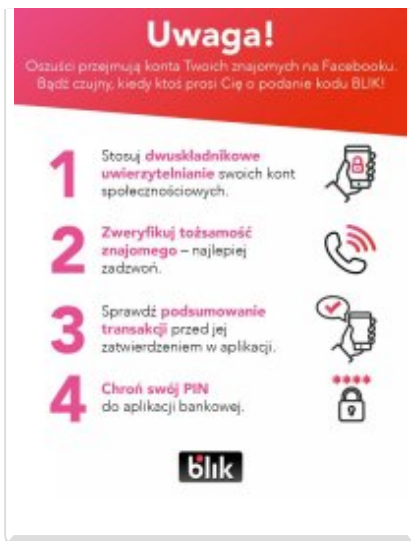 Uwaga!
Oszuści przejmują konta Twoich znajomych na Facebooku.
Bądź czujny, kiedy ktoś prosi Cię o podanie kodu BLIK!
1
Stosuj dwuskładnikowe
uwierzytelnianie swoich kont
społecznościowych.
2
Zweryfikuj tożsamość
znajomego – najlepiej
zadzwoń.
3
Sprawdź podsumowanie
transakcji przed jej
zatwierdzeniem w aplikacji.
4
Chroń swój PIN
do aplikacji bankowej.
blik